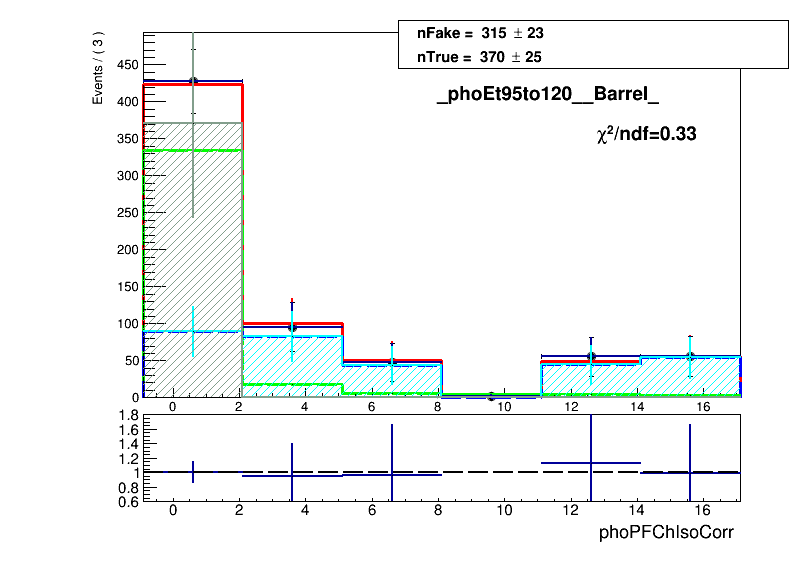 nFake = 315 ± 23
nTrue = 370 ± 25
Events / ( 3 )
_phoEt95to120__Barrel_
χ²/ndf=0.33
450
400
350
300
250
200
150
100
50
0
0 2 4 6 8 10 12 14 16
1.8
1.6
1.4
1.2
1
0.8
0.6
0 2 4 6 8 10 12 14 16
phoPFChIsoCorr